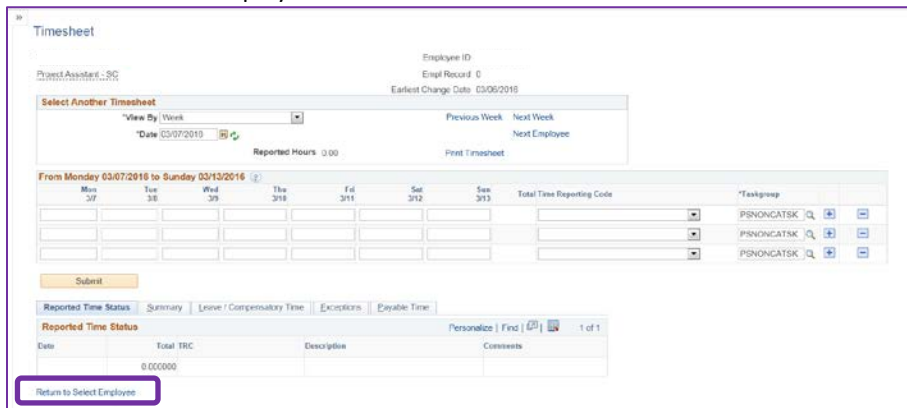 »
Timesheet
Employee ID
Project Assistant - SC
Empl Record 0
Earliest Change Date 03/06/2016
Select Another Timesheet
*View By Week
Previous Week Next Week
*Date 03/07/2016
Next Employee
Reported Hours 0.00
Print Timesheet
From Monday 03/07/2016 to Sunday 03/13/2016
Mon Tue Wed Thu Fri Sat Sun Total Time Reporting Code *Taskgroup
3/7 3/8 3/9 3/10 3/11 3/12 3/13
PSNONCATSK
PSNONCATSK
PSNONCATSK
Submit
Reported Time Status Summary Leave / Compensatory Time Exceptions Payable Time
Reported Time Status Personalize | Find | 1 of 1
Date Total TRC Description Comments
0.000000
Return to Select Employee